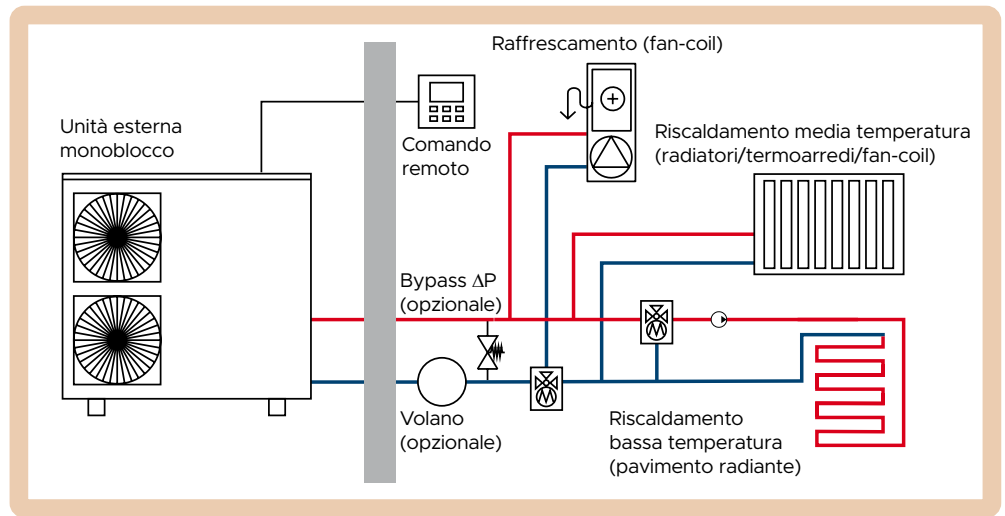 Raffrescamento (fan-coil)
Unità esterna
monoblocco
Comando
remoto
Riscaldamento media temperatura
(radiatori/termoarredi/fan-coil)
Bypass ΔP
(opzionale)
Volano
(opzionale)
Riscaldamento
bassa temperatura
(pavimento radiante)
M
M